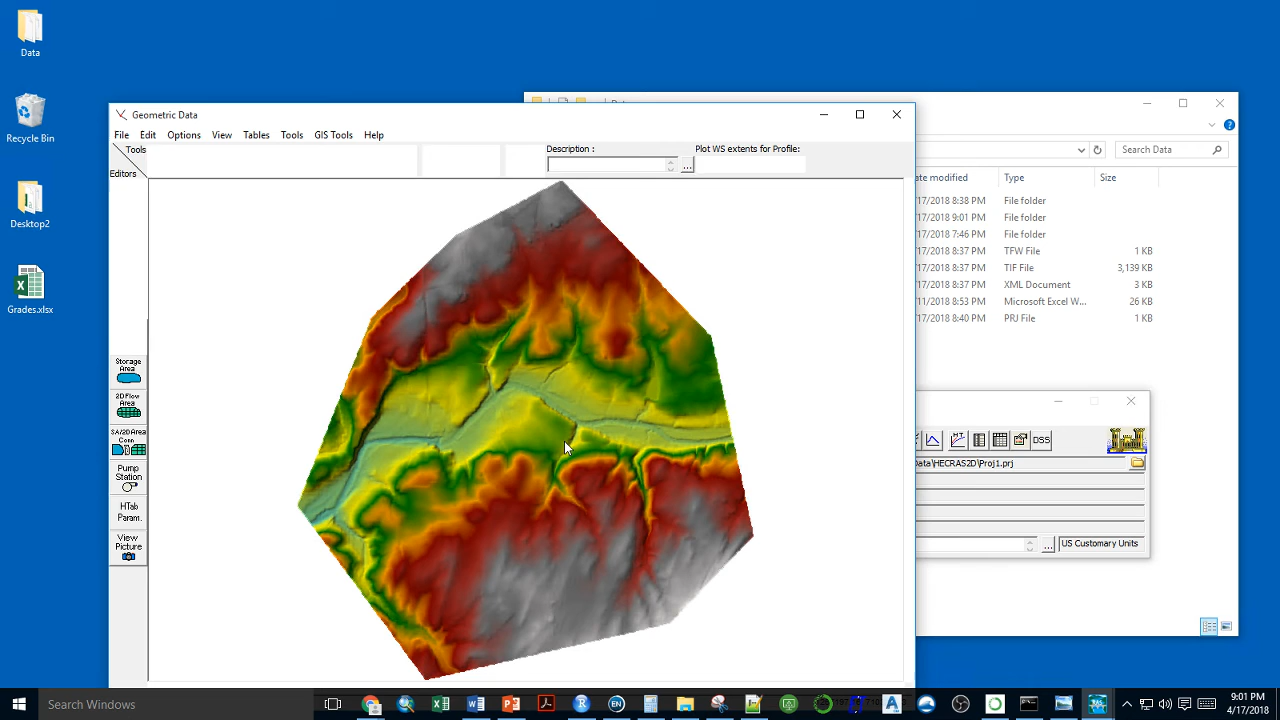 Data
Recycle Bin
Desktop2
Grades.xlsx
Geometric Data
File Edit Options View Tables Tools GIS Tools Help
Tools
Editors
Description :
...
Plot WS extents for Profile:
Storage
Area
2D Flow
Area
SA/2D Area
Conn
Pump
Station
HTab
Param.
View
Picture
Search Data
ate modified Type Size
/17/2018 8:38 PM File folder
/17/2018 9:01 PM File folder
/17/2018 7:46 PM File folder
/17/2018 8:37 PM TFW File 1 KB
/17/2018 8:37 PM TIF File 3,139 KB
/17/2018 8:37 PM XML Document 3 KB
/11/2018 8:53 PM Microsoft Excel W... 26 KB
/17/2018 8:40 PM PRJ File 1 KB
HT
DSS
Data\HECRAS2D\Proj1.prj
... US Customary Units
Search Windows
EN
9:01 PM
4/17/2018